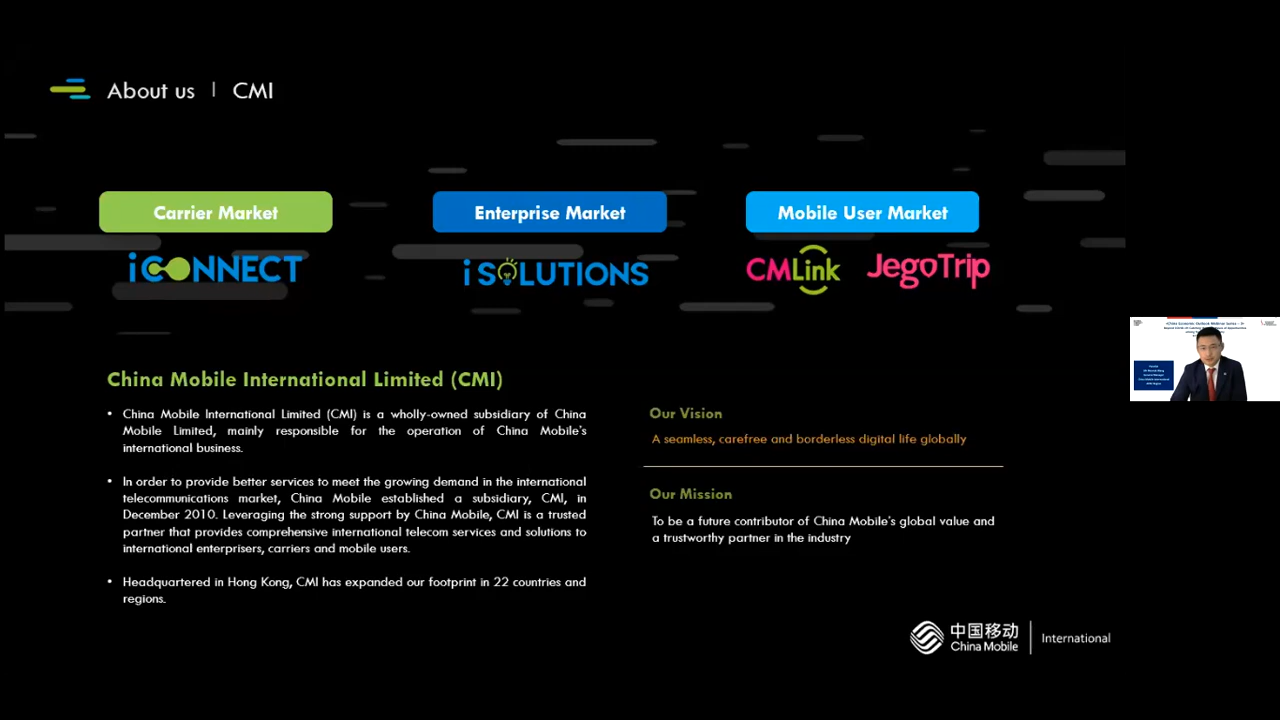 About us | CMI
Carrier Market
Enterprise Market
Mobile User Market
iCONNECT
iSOLUTIONS
CMLink
JegoTrip
China Mobile International Limited (CMI)
• China Mobile International Limited (CMI) is a wholly-owned subsidiary of China
Mobile Limited, mainly responsible for the operation of China Mobile's
international business.
• In order to provide better services to meet the growing demand in the international
telecommunications market, China Mobile established a subsidiary, CMI, in
December 2010. Leveraging the strong support by China Mobile, CMI is a trusted
partner that provides comprehensive international telecom services and solutions to
international enterprisers, carriers and mobile users.
• Headquartered in Hong Kong, CMI has expanded our footprint in 22 countries and
regions.
Our Vision
A seamless, carefree and borderless digital life globally
Our Mission
To be a future contributor of China Mobile's global value and
a trustworthy partner in the industry
中国移动
China Mobile
International